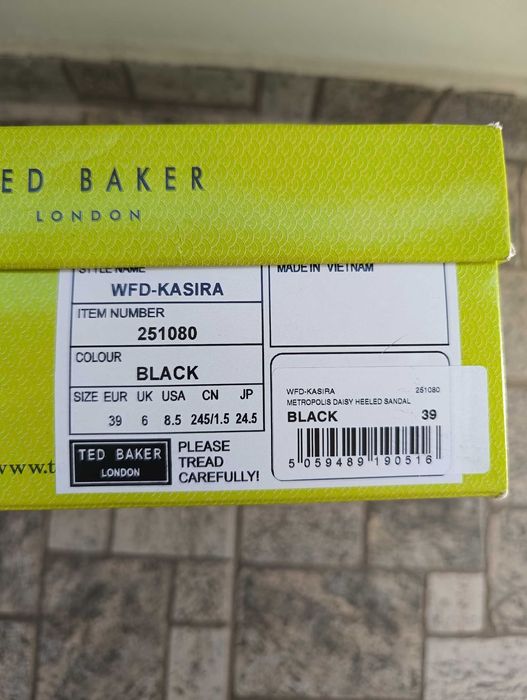 ED BAKER
LONDON
STYLE NAME
WFD-KASIRA
ITEM NUMBER
251080
COLOUR
BLACK
SIZE EUR UK USA CN JP
39 6 8.5 245/1.5 24.5
TED BAKER
LONDON
PLEASE
TREAD
CAREFULLY!
MADE IN VIETNAM
WFD-KASIRA 251080
METROPOLIS DAISY HEELED SANDAL
BLACK 39
5 059489 190516
www.t